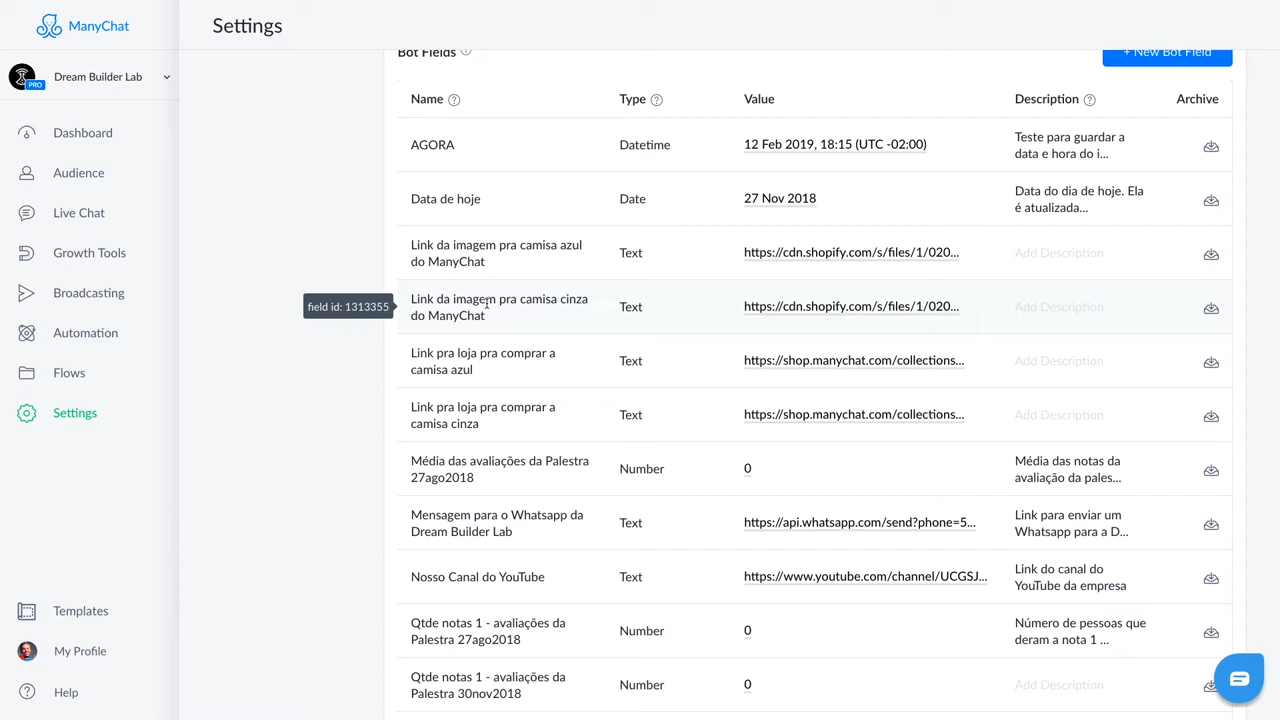 ManyChat
Settings
Dream Builder Lab
PRO
Dashboard
Audience
Live Chat
Growth Tools
Broadcasting
Automation
Flows
Settings
Templates
My Profile
Help
Bot Fields
+ New Bot Field
Name
Type
Value
Description
Archive
AGORA
Datetime
12 Feb 2019, 18:15 (UTC -02:00)
Teste para guardar a
data e hora do i...
Data de hoje
Date
27 Nov 2018
Data do dia de hoje. Ela
é atualizada...
Link da imagem pra camisa azul
do ManyChat
Text
https://cdn.shopify.com/s/files/1/020...
Add Description
field id: 1313355
Link da imagem pra camisa cinza
do ManyChat
Text
https://cdn.shopify.com/s/files/1/020...
Add Description
Link pra loja pra comprar a
camisa azul
Text
https://shop.manychat.com/collections...
Add Description
Link pra loja pra comprar a
camisa cinza
Text
https://shop.manychat.com/collections...
Add Description
Média das avaliações da Palestra
27ago2018
Number
0
Média das notas da
avaliação da pales...
Mensagem para o Whatsapp da
Dream Builder Lab
Text
https://api.whatsapp.com/send?phone=5...
Link para enviar um
Whatsapp para a D...
Nosso Canal do YouTube
Text
https://www.youtube.com/channel/UCGSJ...
Link do canal do
YouTube da empresa
Qtde notas 1 - avaliações da
Palestra 27ago2018
Number
0
Número de pessoas que
deram a nota 1 ...
Qtde notas 1 - avaliações da
Palestra 30nov2018
Number
0
Add Description